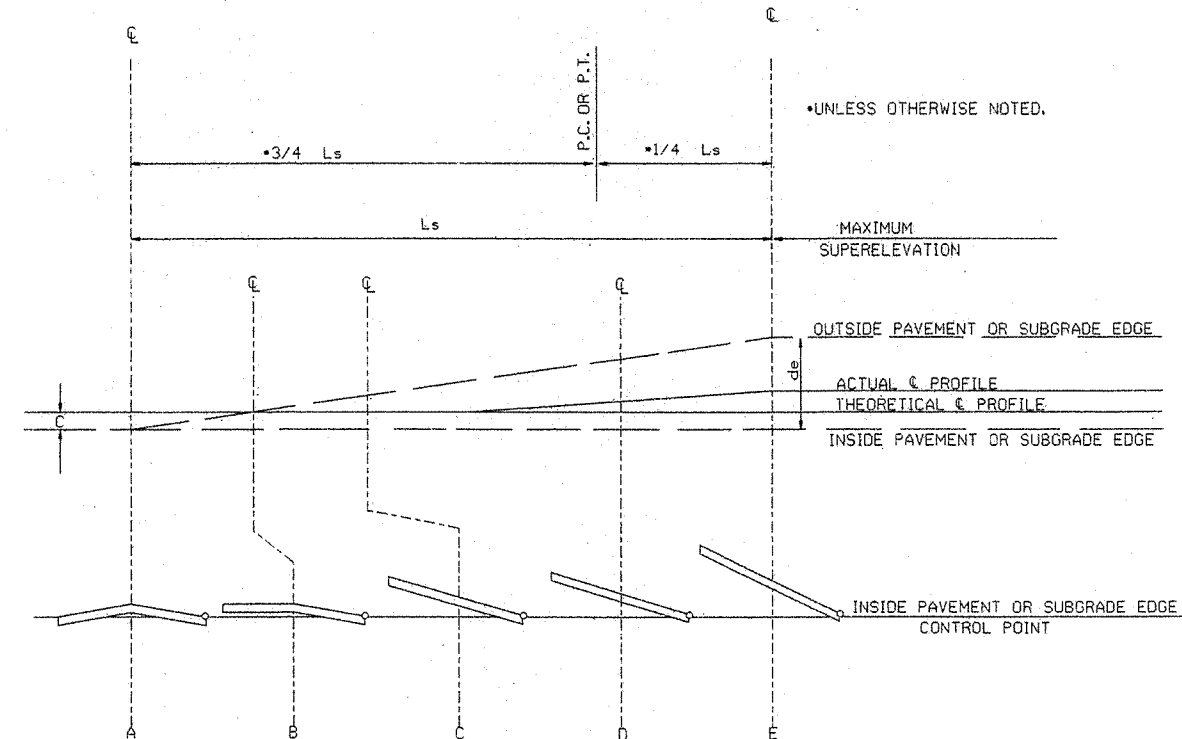 ℄
℄
P.C. OR P.T.
•UNLESS OTHERWISE NOTED.
•3/4 Ls
•1/4 Ls
Ls
MAXIMUM
SUPERELEVATION
℄
℄
℄
OUTSIDE PAVEMENT OR SUBGRADE EDGE
de
ACTUAL ℄ PROFILE
THEORETICAL ℄ PROFILE
C
INSIDE PAVEMENT OR SUBGRADE EDGE
INSIDE PAVEMENT OR SUBGRADE EDGE
CONTROL POINT
A
B
C
D
E